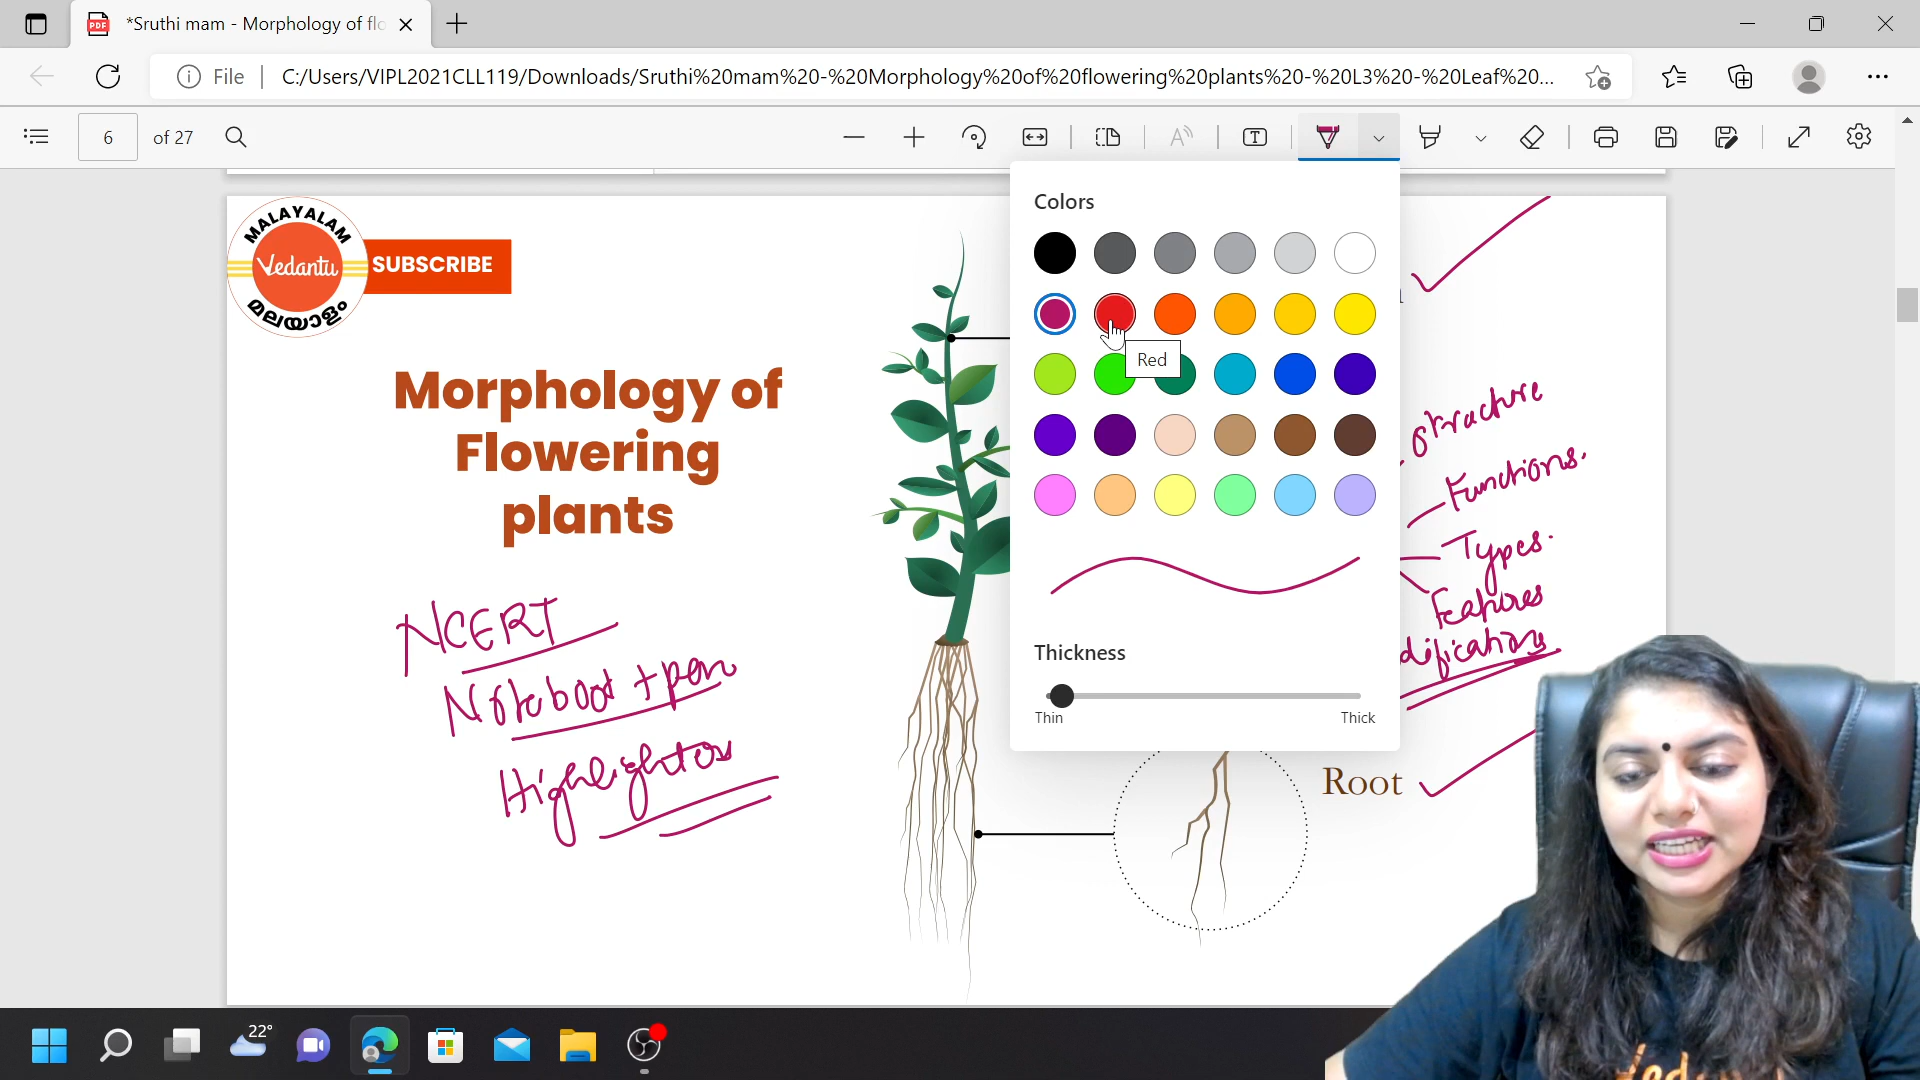 *Sruthi mam - Morphology of flo
File
C:/Users/VIPL2021CLL119/Downloads/Sruthi%20mam%20-%20Morphology%20of%20flowering%20plants%20-%20L3%20-%20Leaf%20...
6
of 27
MALAYALAM
Vedantu
മലയാളം
SUBSCRIBE
Morphology of
Flowering
plants
NCERT
Notebook + pen
Highlighter
Colors
Red
Thickness
Thin
Thick
structure
Functions.
Types.
Features
difications
Root
22°